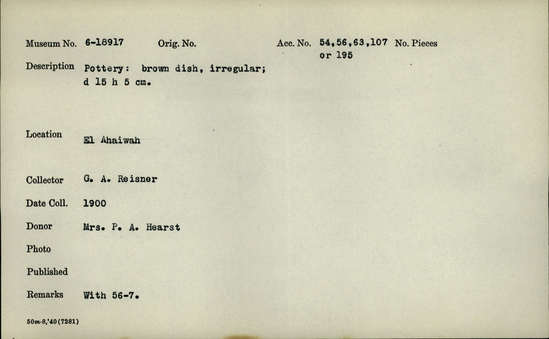 Museum No. 6-18917 Orig. No. Acc. No. 54,56,63,107 No. Pieces
or 195
Description Pottery: brown dish, irregular;
d 15 h 5 cm.
Location El Ahaiwah
Collector G. A. Reisner
Date Coll. 1900
Donor Mrs. P. A. Hearst
Photo
Published
Remarks With 56-7.
50m-8,'40(7281)